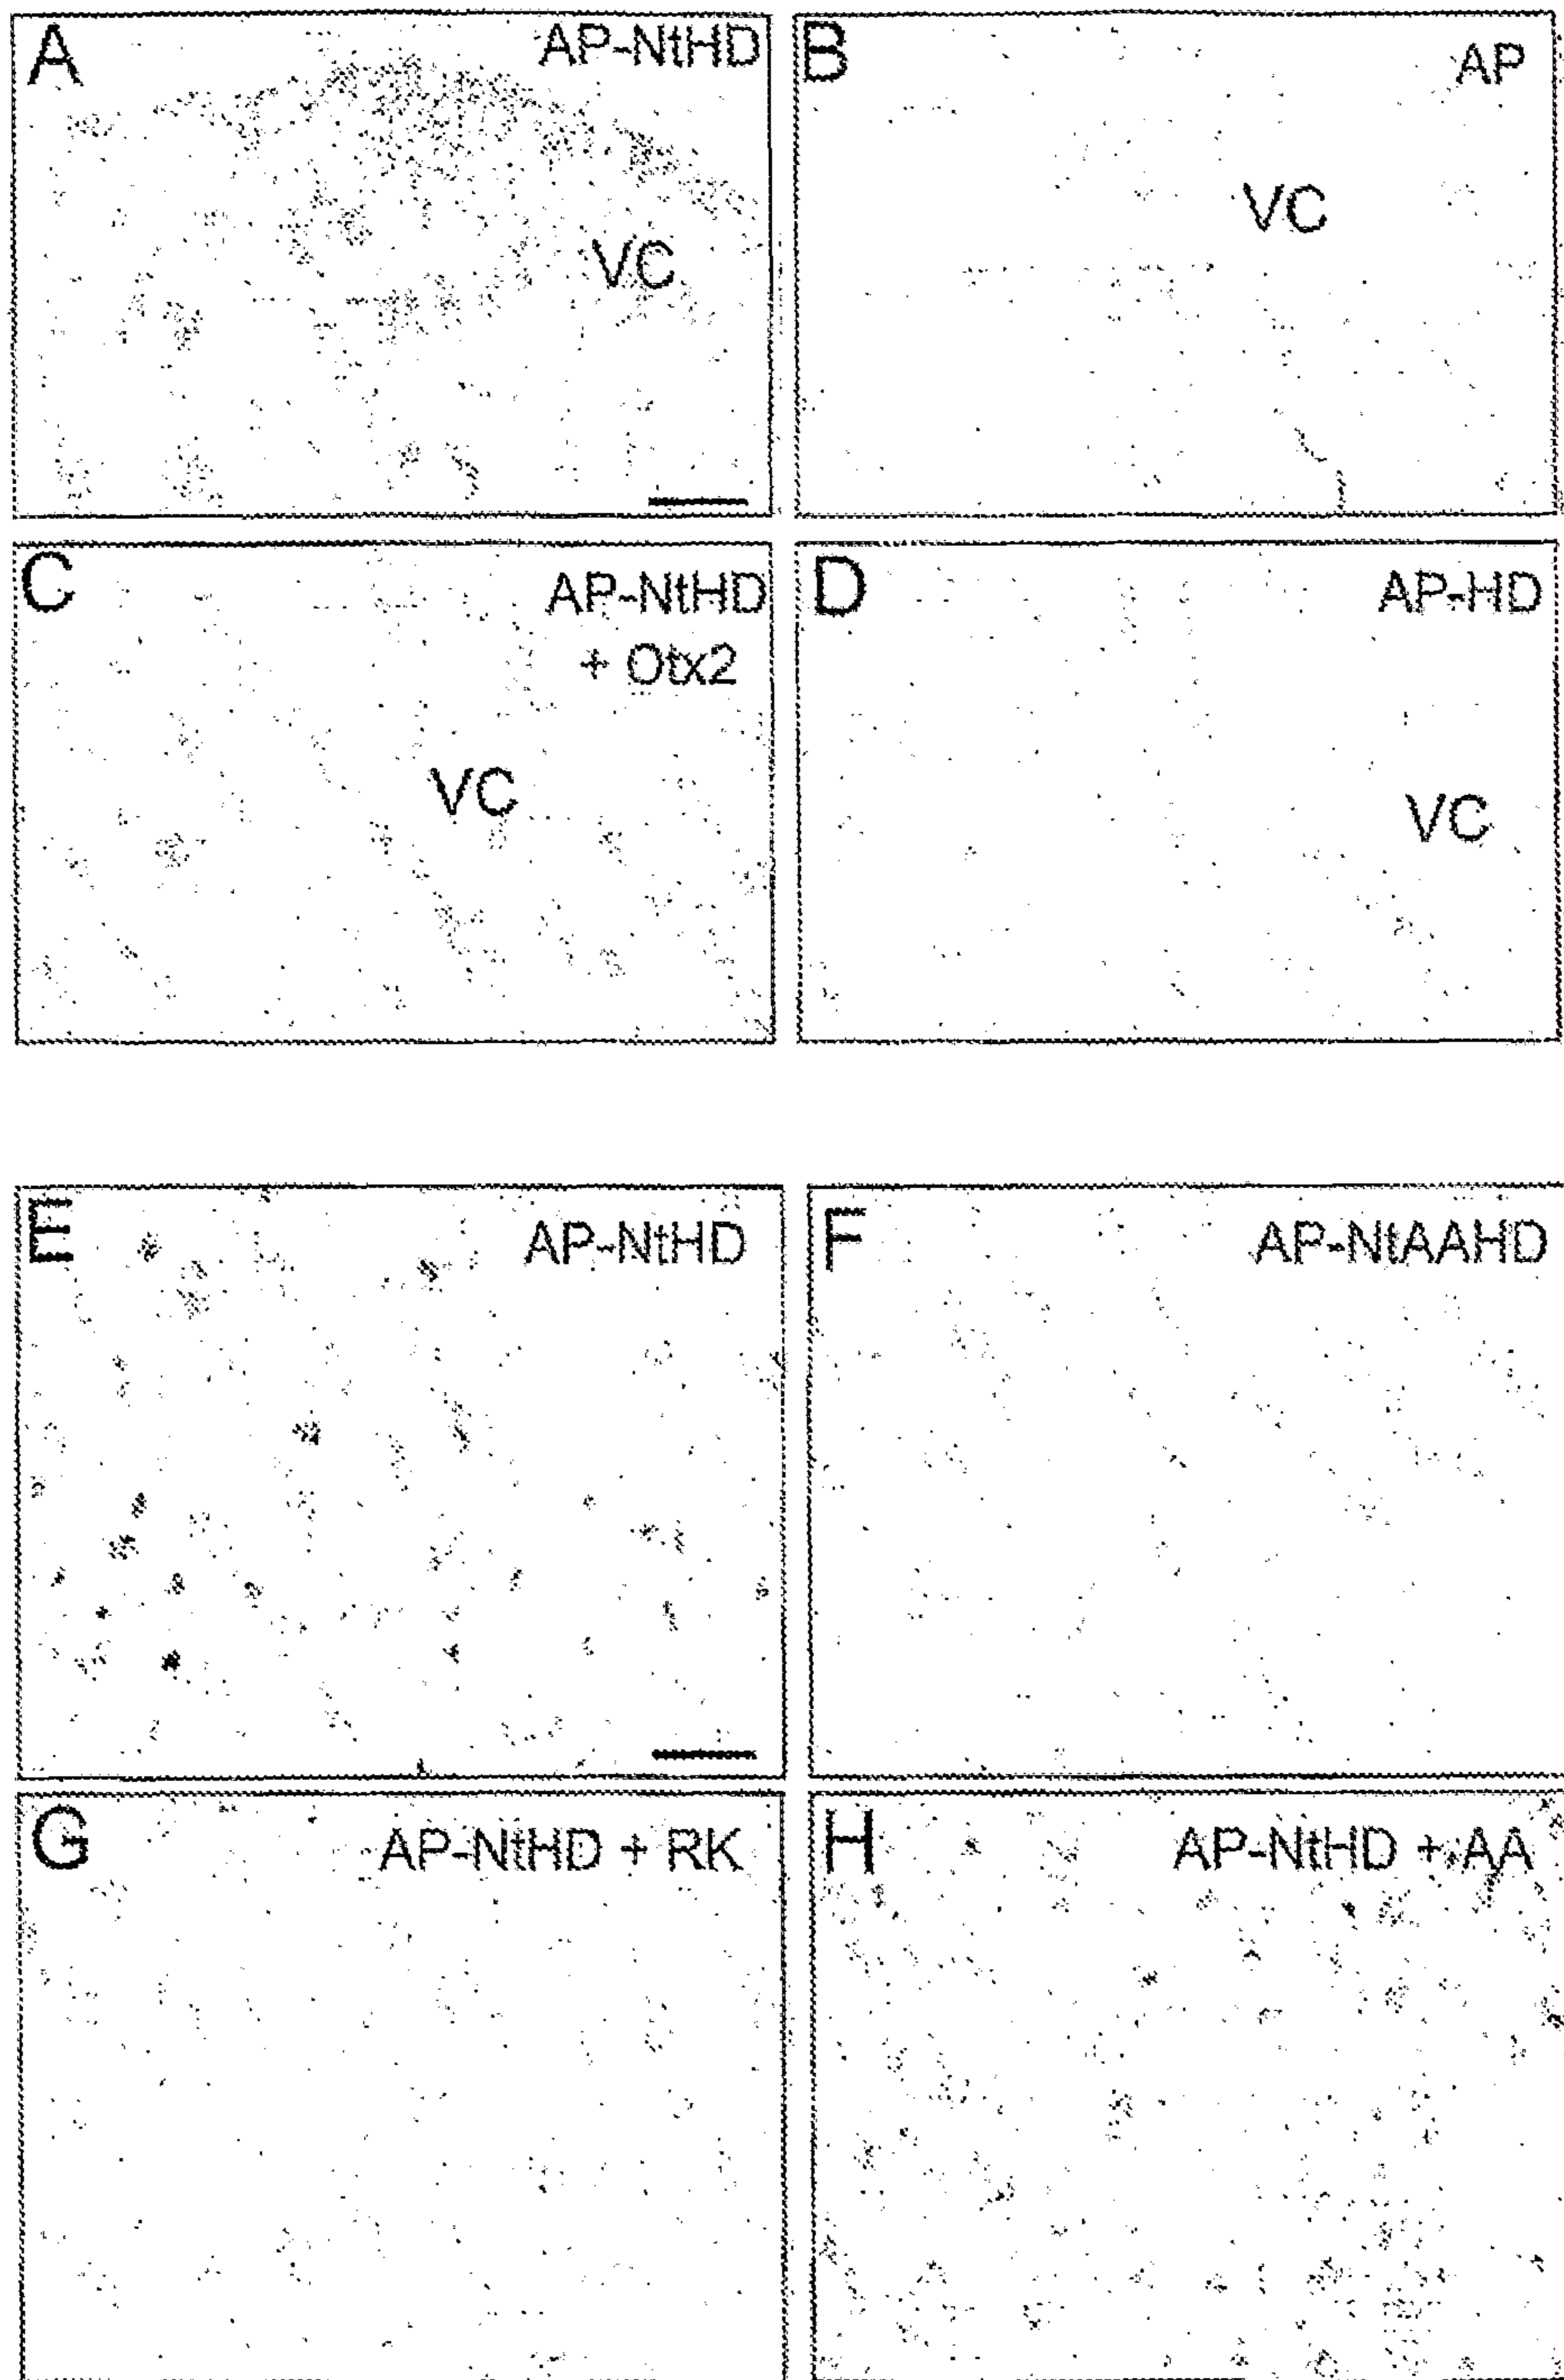 A AP-NtHD
VC
B AP
VC
C AP-NtHD
+ Otx2
VC
D AP-HD
VC
E AP-NtHD
F AP-NtAAHD
G AP-NtHD + RK
H AP-NtHD + AA